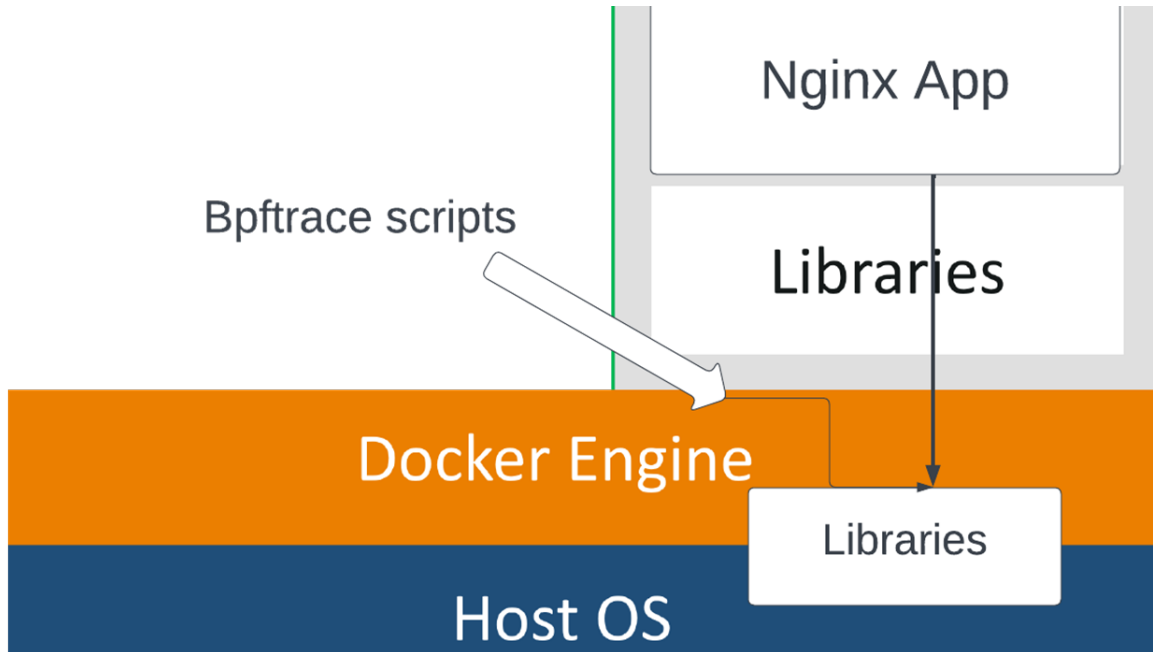 Nginx App
Bpftrace scripts
Libraries
Docker Engine
Libraries
Host OS